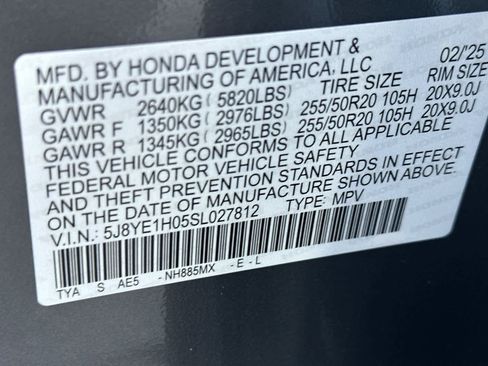 MFD. BY HONDA DEVELOPMENT & 02/'25
MANUFACTURING OF AMERICA, LLC
TIRE SIZE RIM SIZE
GVWR 2640KG ( 5820LBS)
GAWR F 1350KG ( 2976LBS) 255/50R20 105H 20X9.0J
GAWR R 1345KG ( 2965LBS) 255/50R20 105H 20X9.0J
THIS VEHICLE CONFORMS TO ALL APPLICABLE
FEDERAL MOTOR VEHICLE SAFETY
AND THEFT PREVENTION STANDARDS IN EFFECT
ON THE DATE OF MANUFACTURE SHOWN ABOVE.
V.I.N.: 5J8YE1H05SL027812 TYPE: MPV
TYA S AE5 -NH885MX -E-L